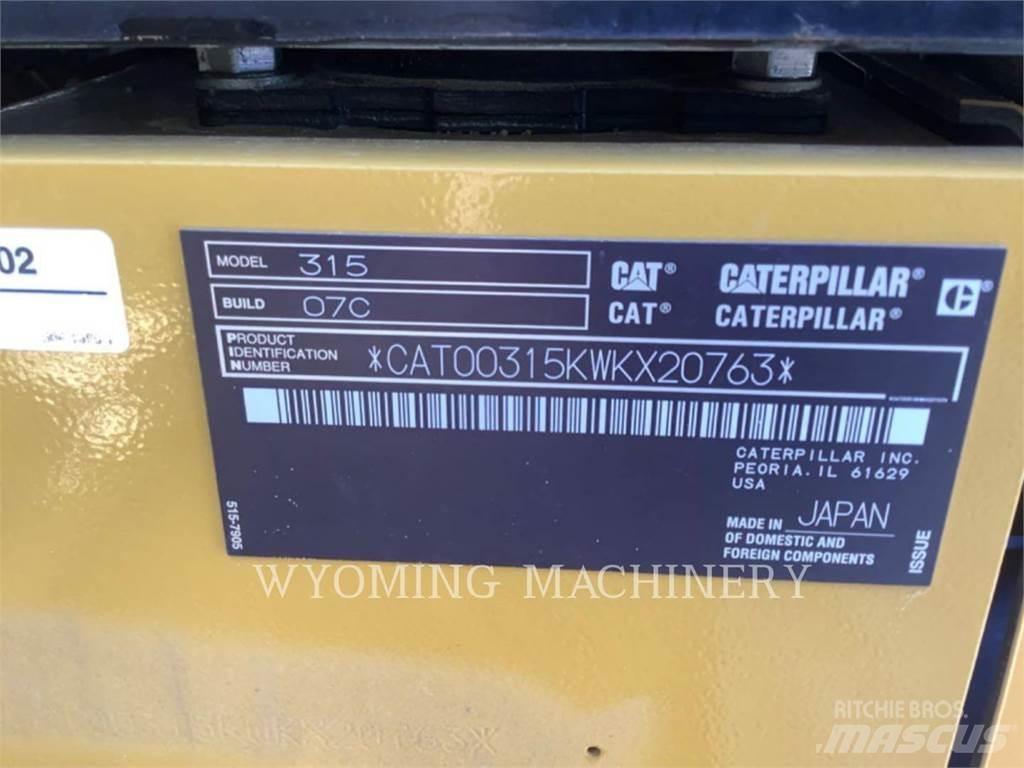 02
MODEL 315
BUILD 07C
CAT® CATERPILLAR® C®
CAT® CATERPILLAR®
PRODUCT
IDENTIFICATION
NUMBER
*CAT00315KWKX20763*
CATERPILLAR INC.
PEORIA.IL 61629
USA
MADE IN JAPAN
OF DOMESTIC AND
FOREIGN COMPONENTS
515-7905
ISSUE
WYOMING MACHINERY
KWKX20763*
RITCHIE BROS.
MASCUS